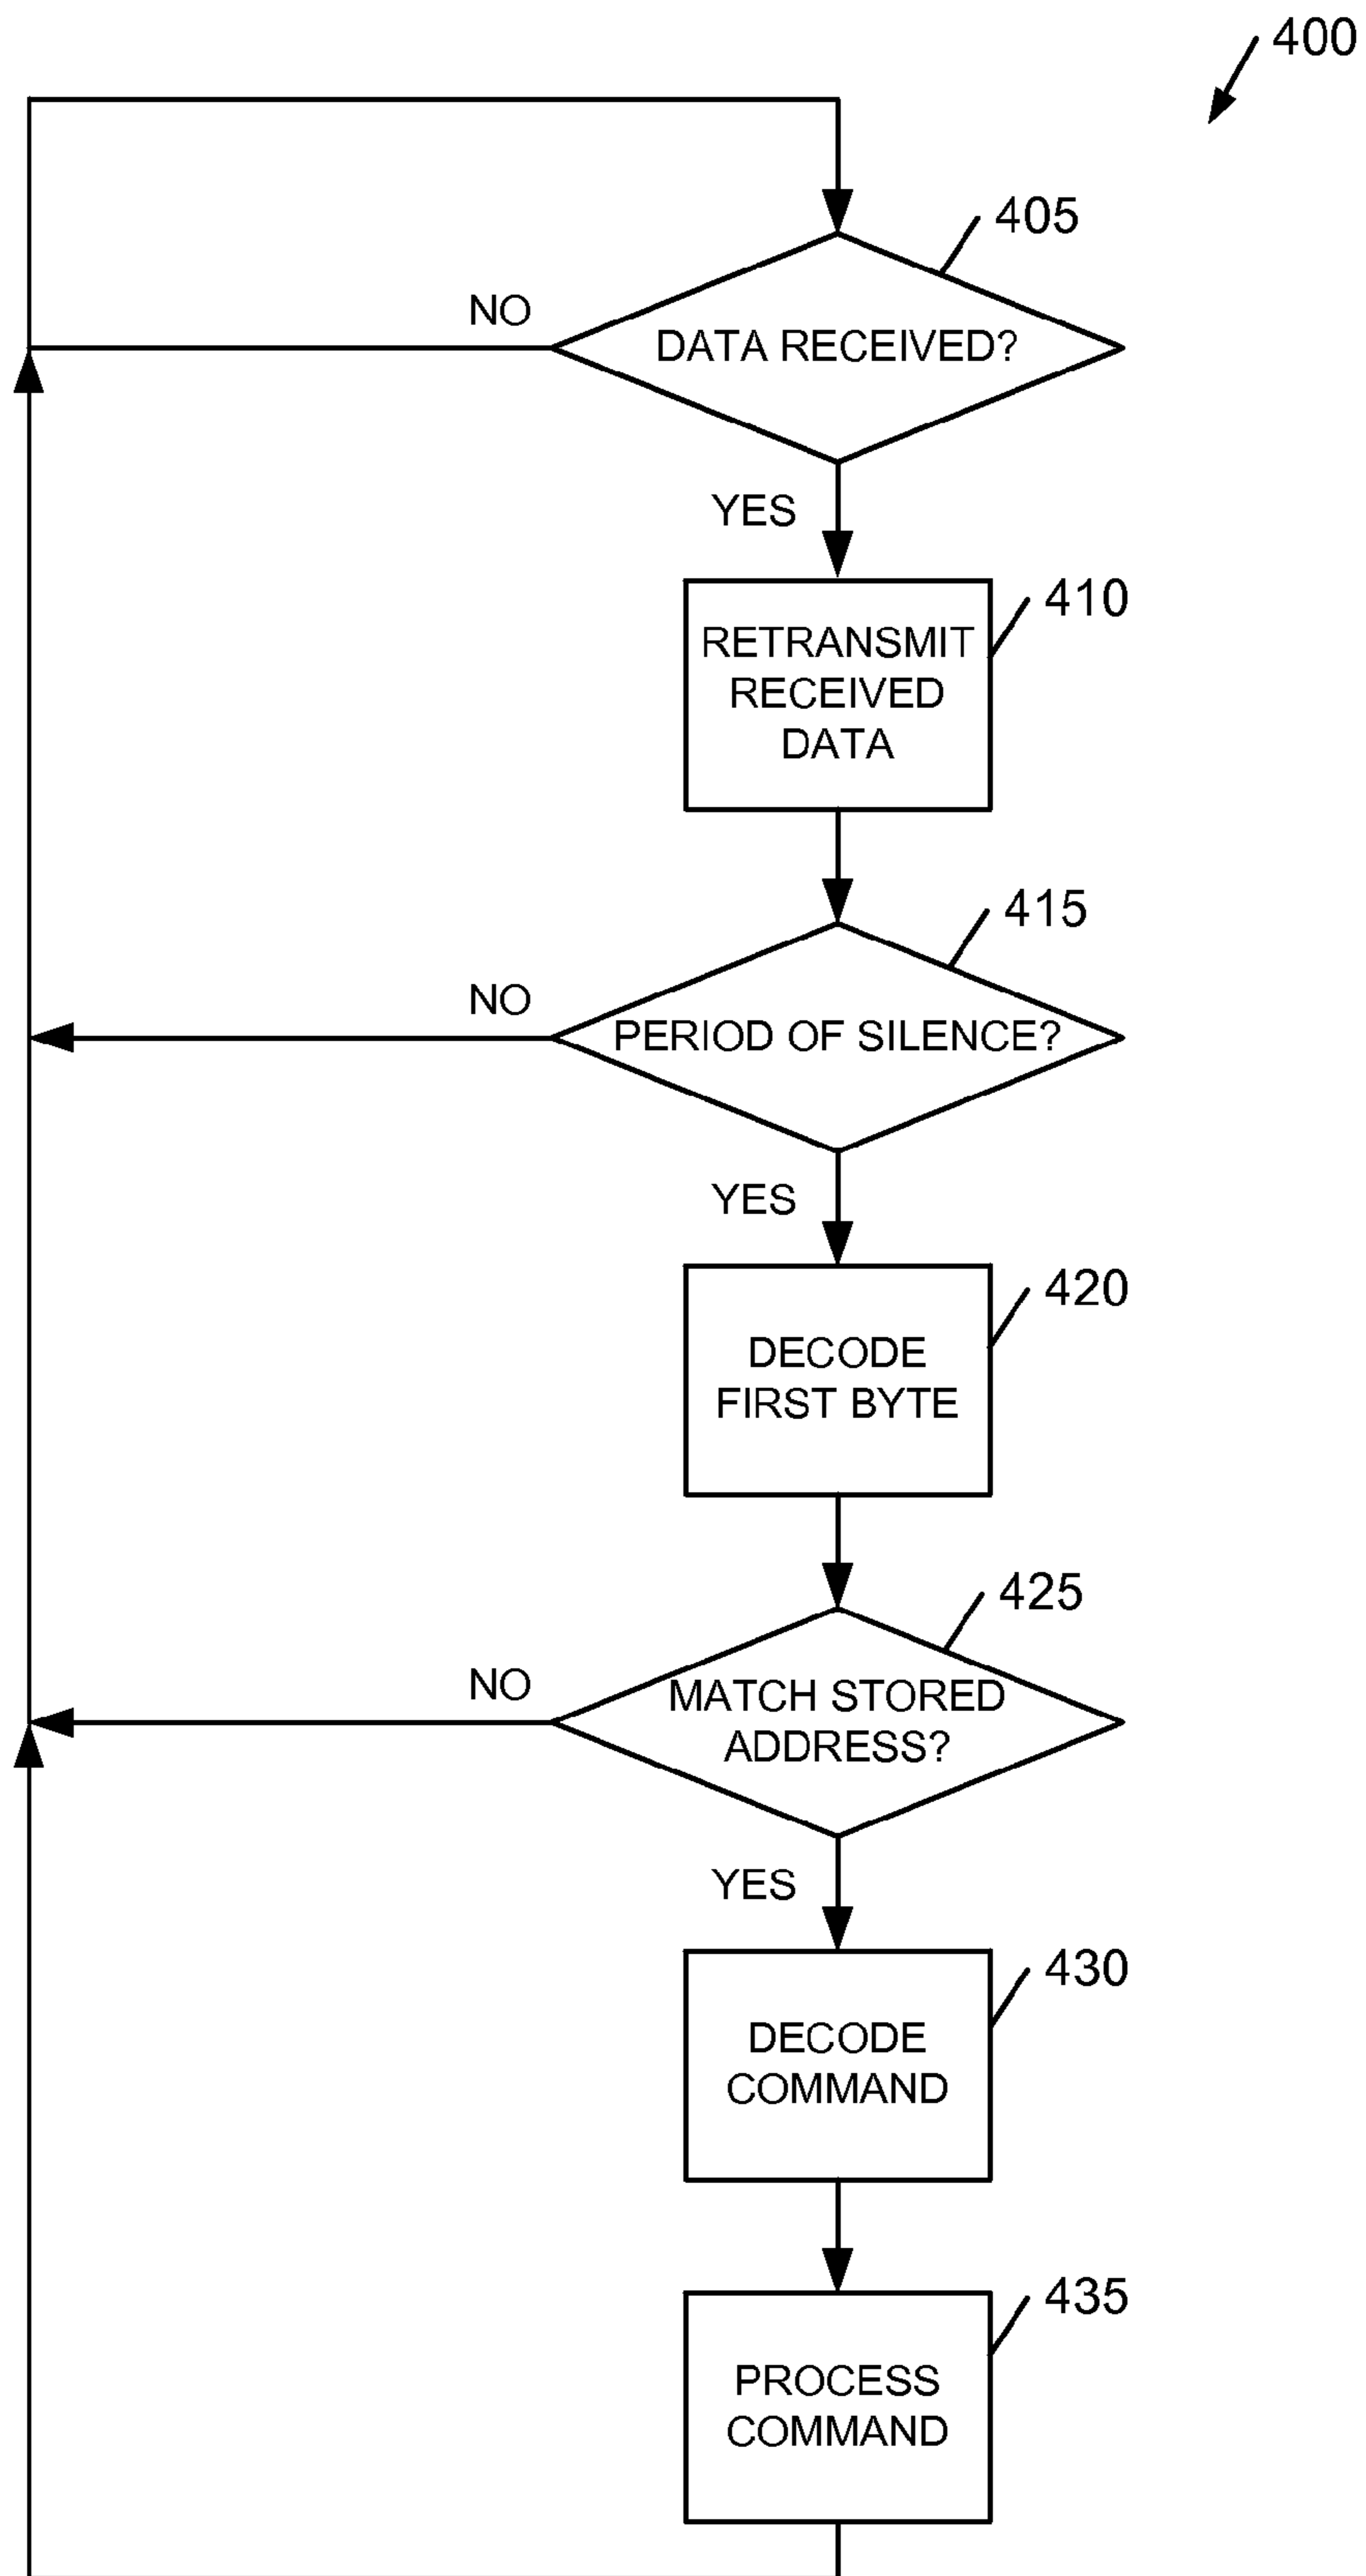 400
405
NO
DATA RECEIVED?
YES
410
RETRANSMIT
RECEIVED
DATA
415
NO
PERIOD OF SILENCE?
YES
420
DECODE
FIRST BYTE
425
NO
MATCH STORED
ADDRESS?
YES
430
DECODE
COMMAND
435
PROCESS
COMMAND